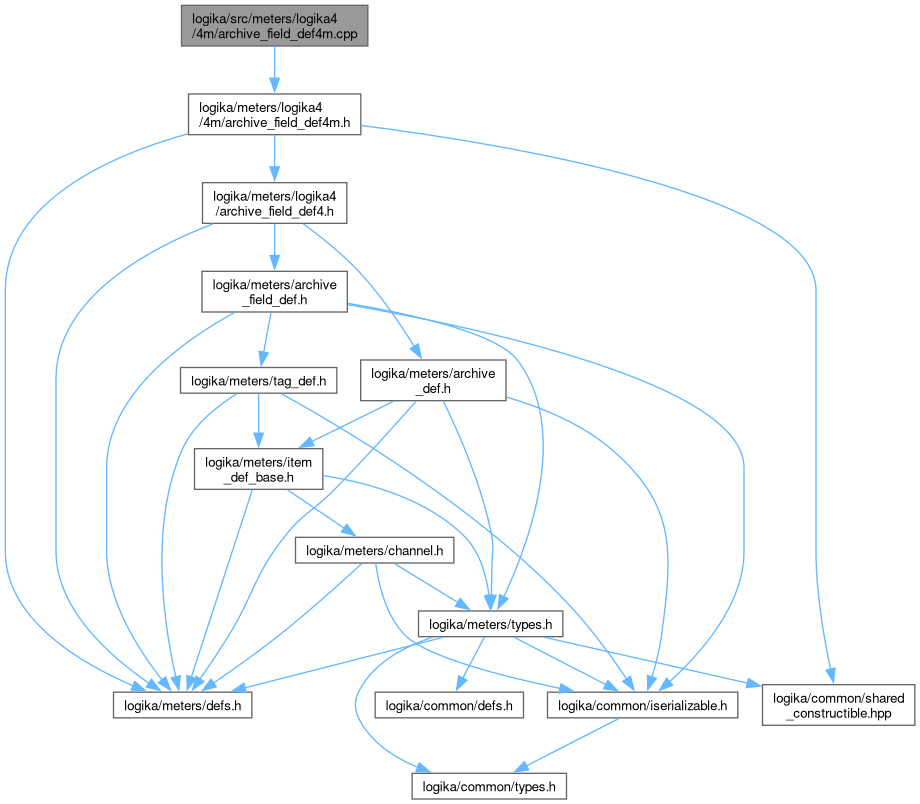 logika/src/meters/logika4
/4m/archive_field_def4m.cpp
logika/meters/logika4
/4m/archive_field_def4m.h
logika/meters/logika4
/archive_field_def4.h
logika/meters/archive
_field_def.h
logika/meters/tag_def.h
logika/meters/archive
_def.h
logika/meters/item
_def_base.h
logika/meters/channel.h
logika/meters/types.h
logika/meters/defs.h
logika/common/defs.h
logika/common/iserializable.h
logika/common/shared
_constructible.hpp
logika/common/types.h